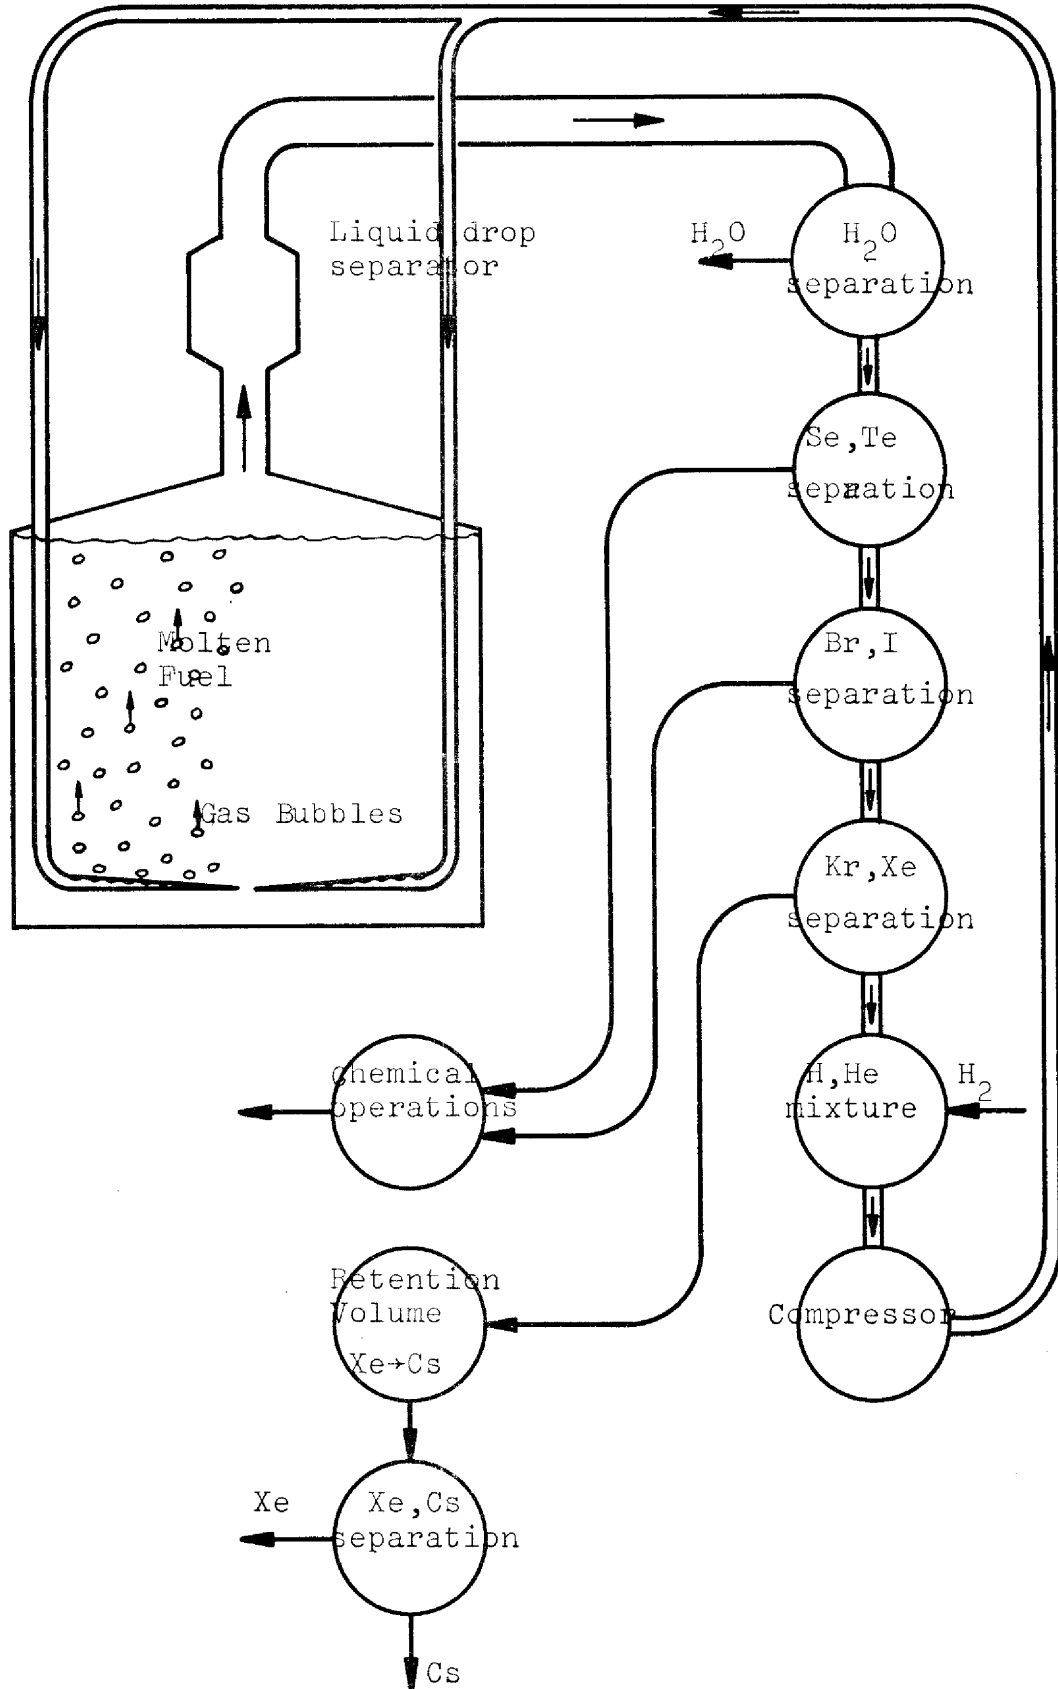 Liquid drop
separator
H₂O
H₂O
separation
Se,Te
separation
Molten
Fuel
Br,I
separation
Gas Bubbles
Kr,Xe
separation
Chemical
operations
H,He
mixture
H₂
Retention
Volume
Xe→Cs
Compressor
Xe
Xe,Cs
separation
Cs